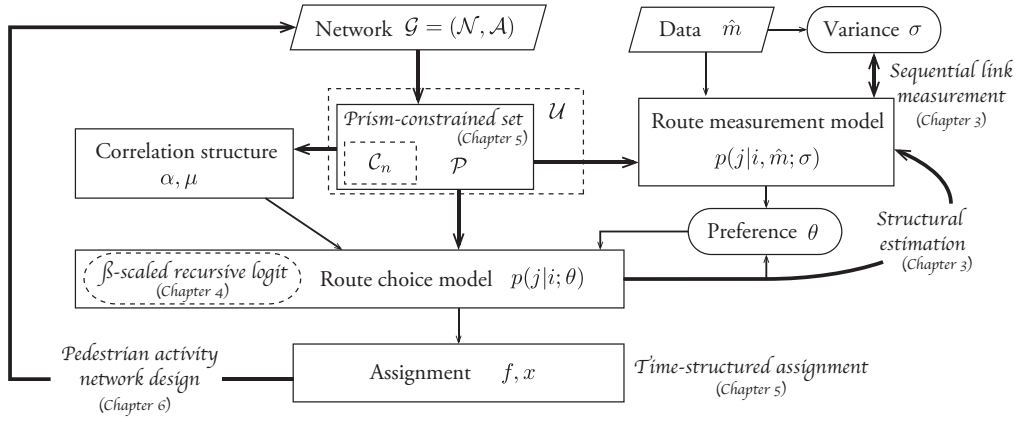 Network 𝒢 = (𝒩, 𝒜)
Data m̂
Variance σ
Sequential link
measurement
(Chapter 3)
Prism-constrained set
(Chapter 5)
𝒰
𝒞ₙ
𝒫
Correlation structure
α, μ
Route measurement model
p(j|i, m̂; σ)
Preference θ
Structural
estimation
(Chapter 3)
ß-scaled recursive logit
(Chapter 4)
Route choice model p(j|i; θ)
Pedestrian activity
network design
(Chapter 6)
Assignment f, x
Time-structured assignment
(Chapter 5)